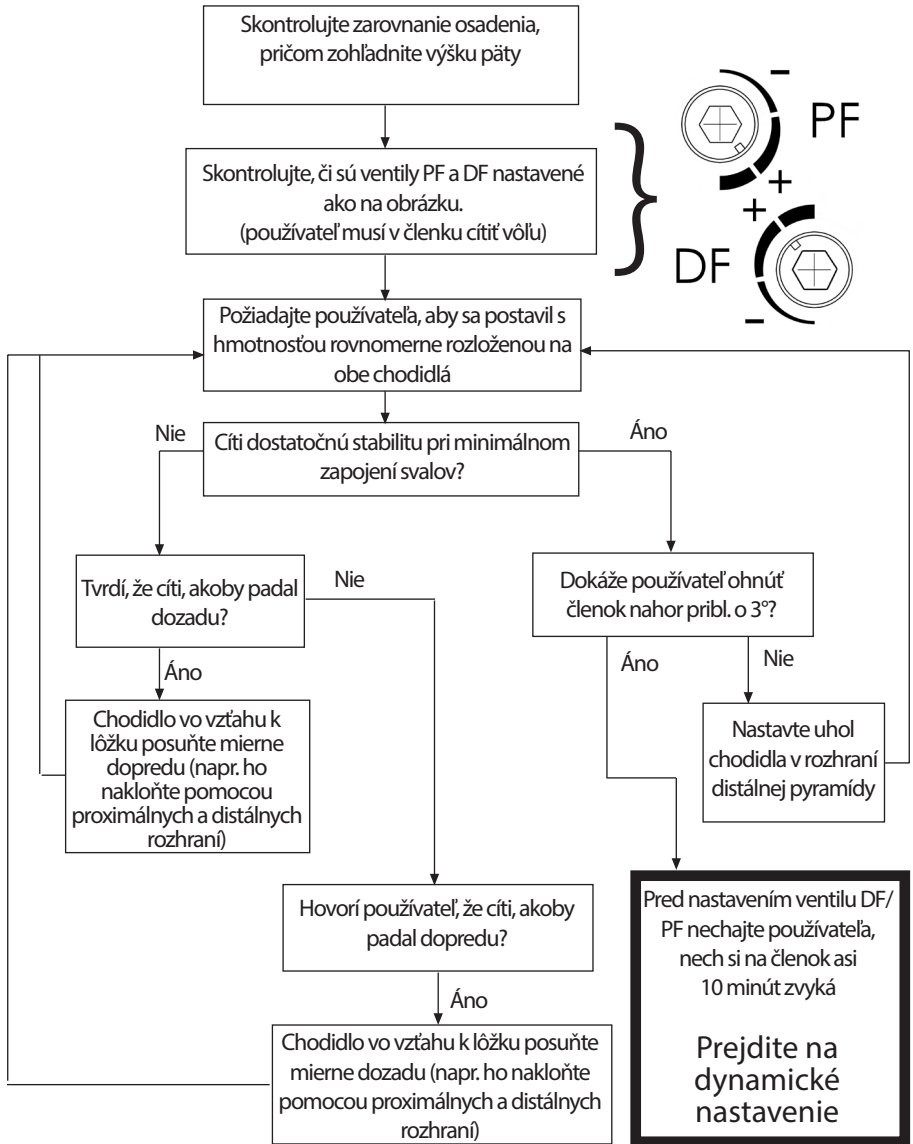 Skontrolujte zarovnanie osadenia,
pričom zohľadnite výšku päty
Skontrolujte, či sú ventily PF a DF nastavené
ako na obrázku.
(používateľ musí v členku cítiť vôľu)
-
PF
+
+
DF
-
Požiadajte používateľa, aby sa postavil s
hmotnosťou rovnomerne rozloženou na
obe chodidlá
Nie
Cíti dostatočnú stabilitu pri minimálnom
zapojení svalov?
Áno
Tvrdí, že cíti, akoby padal
dozadu?
Nie
Dokáže používateľ ohnúť
členok nahor pribl. o 3°?
Áno
Áno
Nie
Chodidlo vo vzťahu k
lôžku posuňte mierne
dopredu (napr. ho
nakloňte pomocou
proximálnych a distálnych
rozhraní)
Nastavte uhol
chodidla v rozhraní
distálnej pyramídy
Hovorí používateľ, že cíti, akoby
padal dopredu?
Áno
Chodidlo vo vzťahu k lôžku posuňte
mierne dozadu (napr. ho nakloňte
pomocou proximálnych a distálnych
rozhraní)
Pred nastavením ventilu DF/
PF nechajte používateľa,
nech si na členok asi
10 minút zvyká
Prejdite na
dynamické
nastavenie